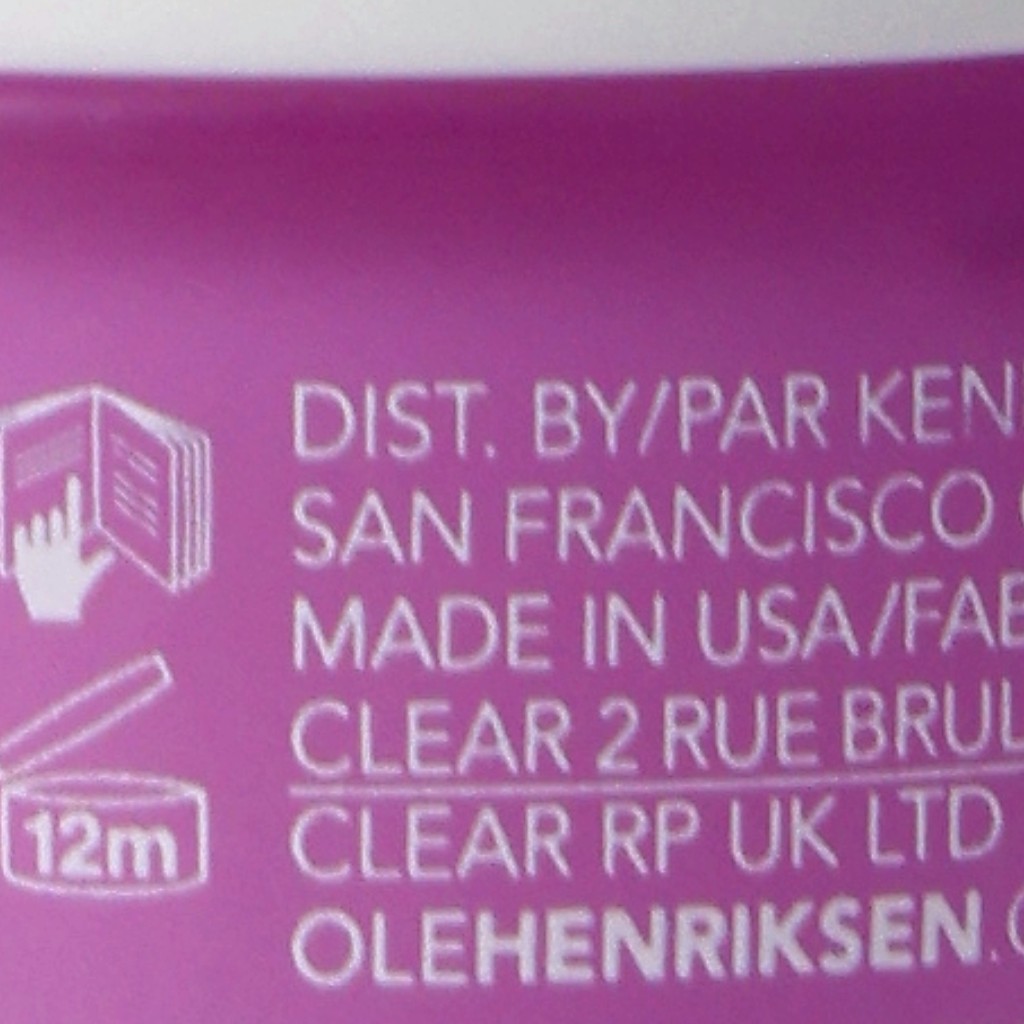 DIST. BY/PAR
SAN FRANCISCO
MADE IN USA/FAB
CLEAR 2 RUE BRUL
CLEAR RP UK LTD
OLEHENRIKSEN.
12m